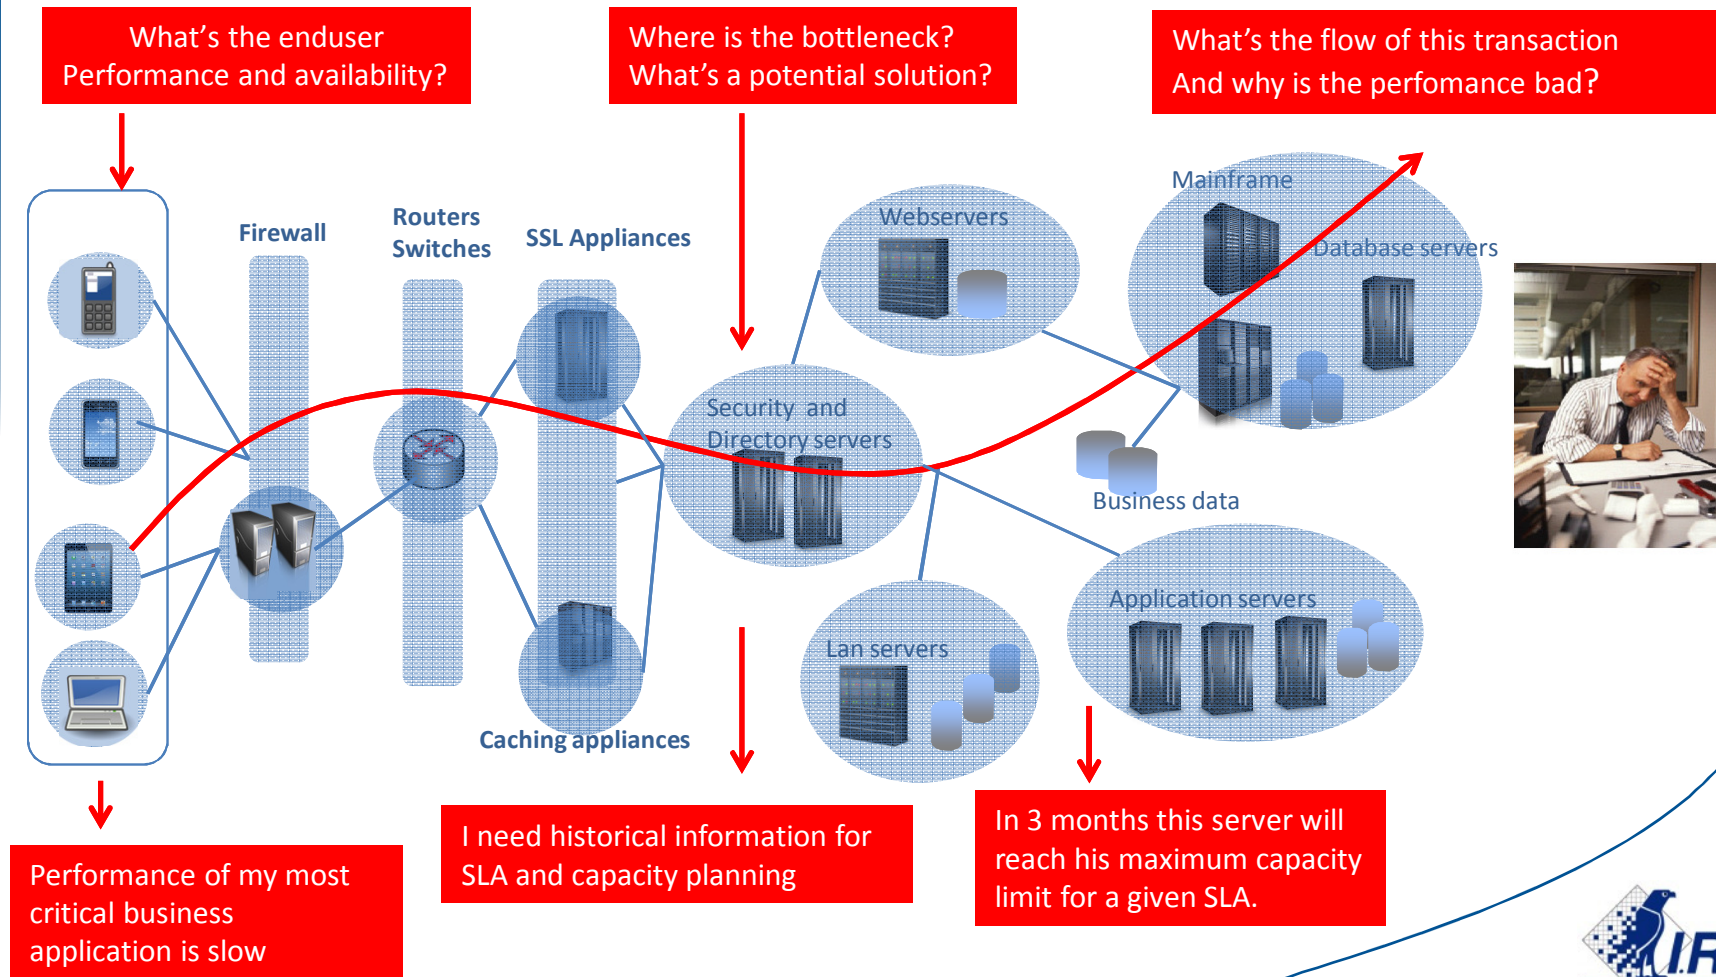 What's the enduser
Performance and availability?
Where is the bottleneck?
What's a potential solution?
What's the flow of this transaction
And why is the perfomance bad?
Firewall
Routers
Switches
SSL Appliances
Webservers
Mainframe
Database servers
Security and
Directory servers
Business data
Lan servers
Application servers
Caching appliances
Performance of my most
critical business
application is slow
I need historical information for
SLA and capacity planning
In 3 months this server will
reach his maximum capacity
limit for a given SLA.
I.R